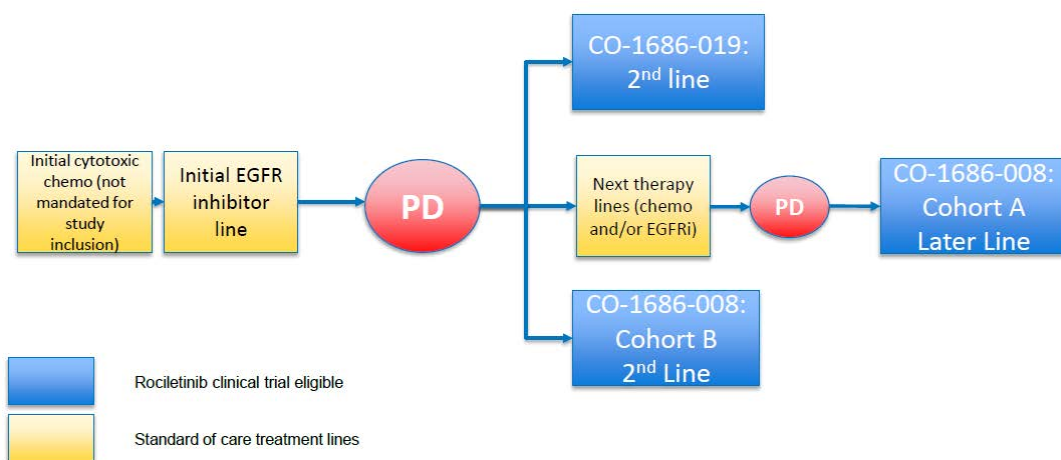 Initial cytotoxic
chemo (not
mandated for
study
inclusion)
Initial EGFR
inhibitor
line
PD
CO-1686-019:
2nd line
Next therapy
lines (chemo
and/or EGFRi)
PD
CO-1686-008:
Cohort A
Later Line
CO-1686-008:
Cohort B
2nd Line
Rociletinib clinical trial eligible
Standard of care treatment lines